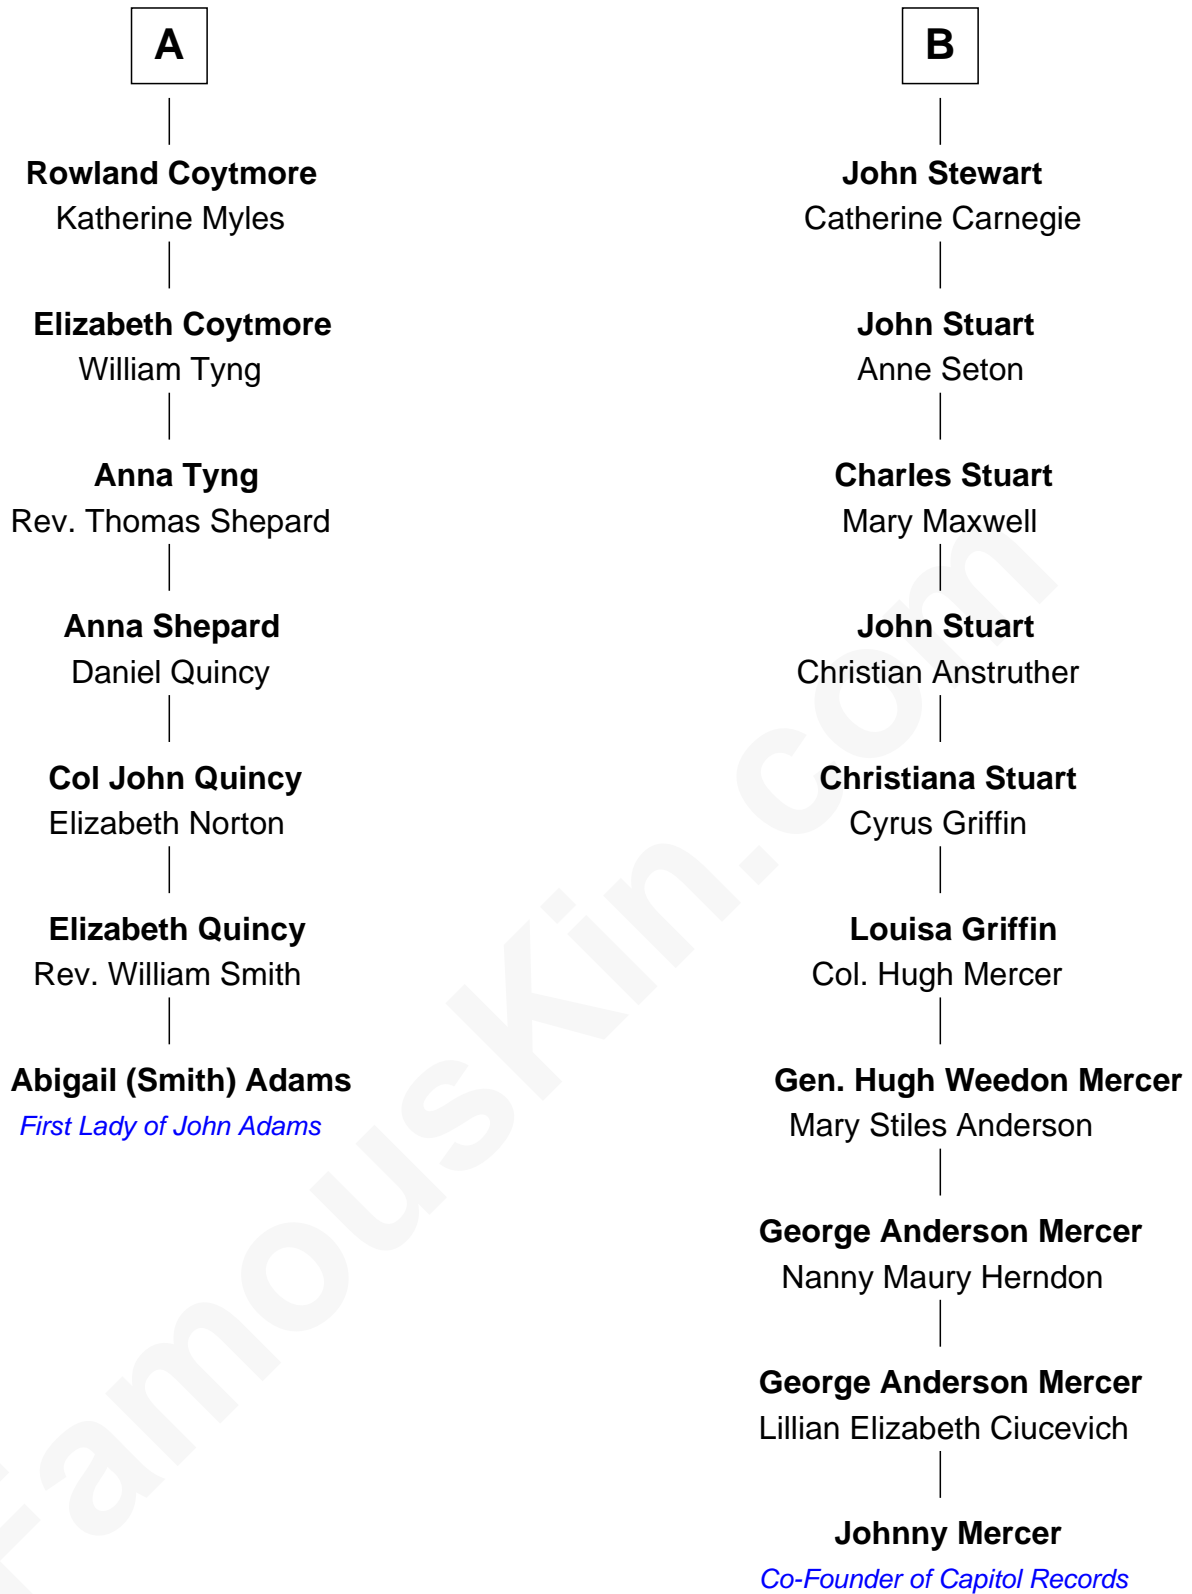 A
Rowland Coytmore
Katherine Myles
Elizabeth Coytmore
William Tyng
Anna Tyng
Rev. Thomas Shepard
Anna Shepard
Daniel Quincy
Col John Quincy
Elizabeth Norton
Elizabeth Quincy
Rev. William Smith
Abigail (Smith) Adams
First Lady of John Adams
B
John Stewart
Catherine Carnegie
John Stuart
Anne Seton
Charles Stuart
Mary Maxwell
John Stuart
Christian Anstruther
Christiana Stuart
Cyrus Griffin
Louisa Griffin
Col. Hugh Mercer
Gen. Hugh Weedon Mercer
Mary Stiles Anderson
George Anderson Mercer
Nanny Maury Herndon
George Anderson Mercer
Lillian Elizabeth Ciucevich
Johnny Mercer
Co-Founder of Capitol Records
FamousKin.com